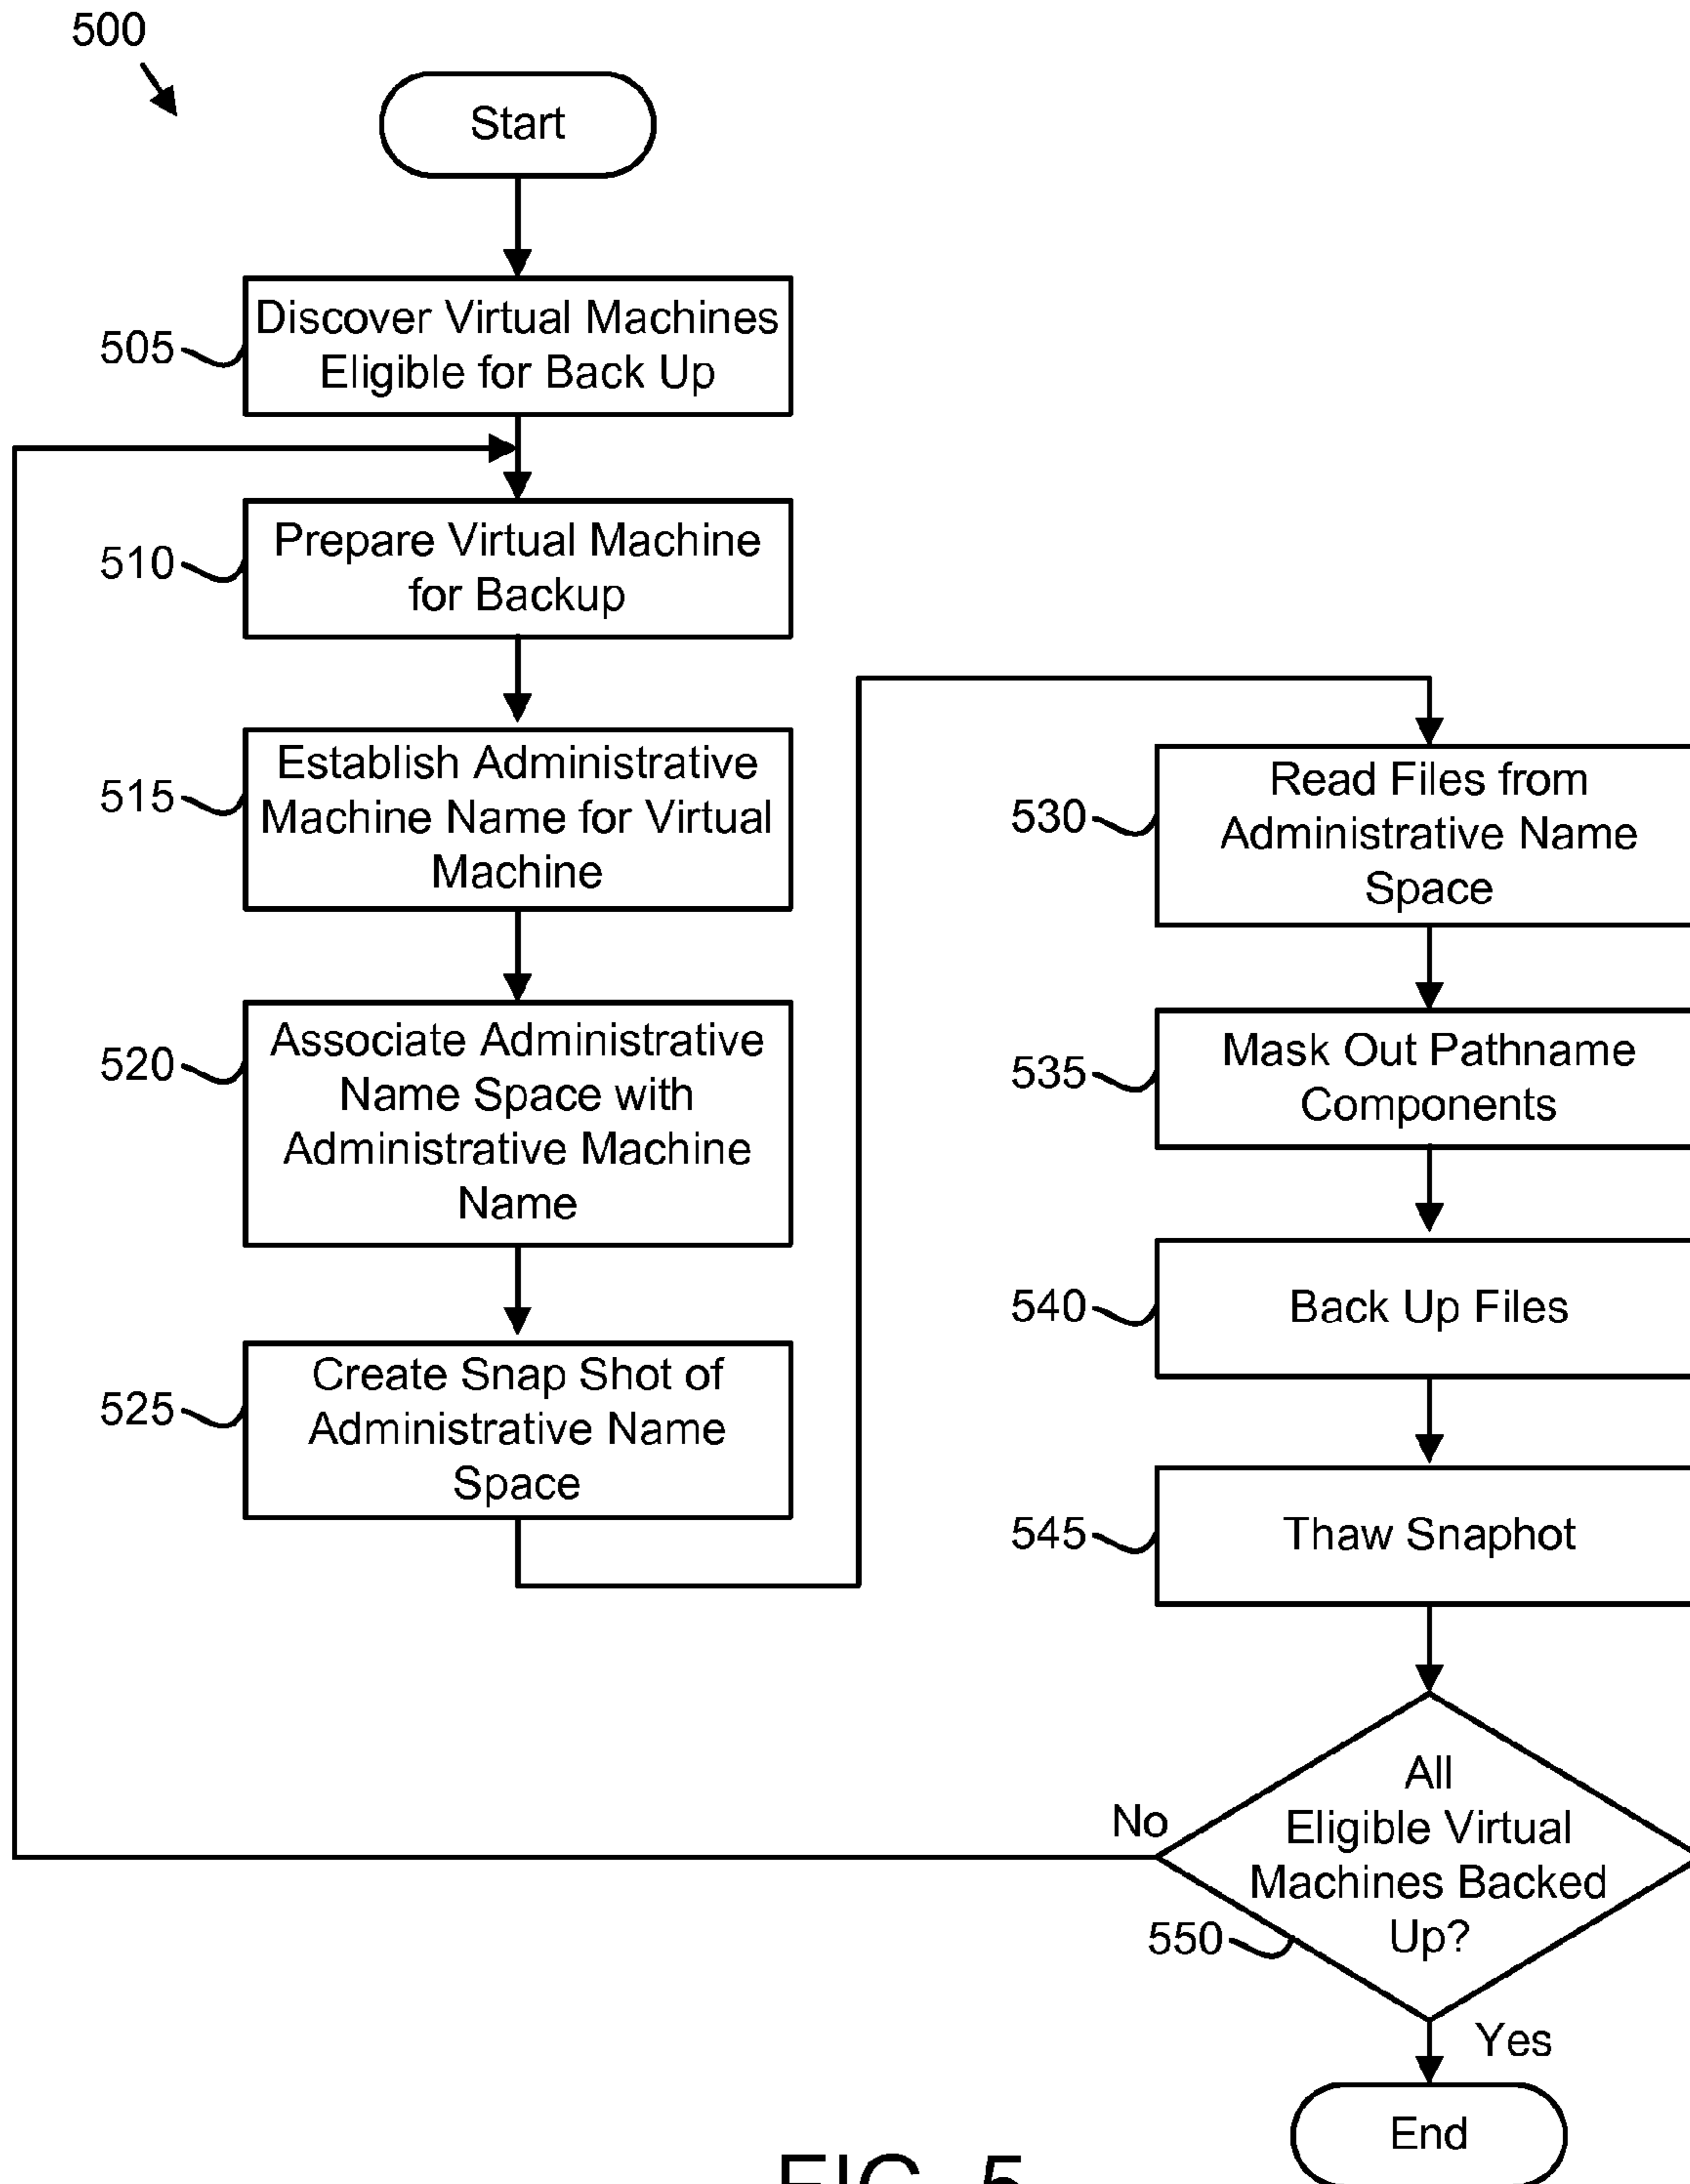 500
Start
505
Discover Virtual Machines
Eligible for Back Up
510
Prepare Virtual Machine
for Backup
515
Establish Administrative
Machine Name for Virtual
Machine
520
Associate Administrative
Name Space with
Administrative Machine
Name
525
Create Snap Shot of
Administrative Name
Space
530
Read Files from
Administrative Name
Space
535
Mask Out Pathname
Components
540
Back Up Files
545
Thaw Snaphot
No
All
Eligible Virtual
Machines Backed
Up?
550
Yes
End
FIG. 5